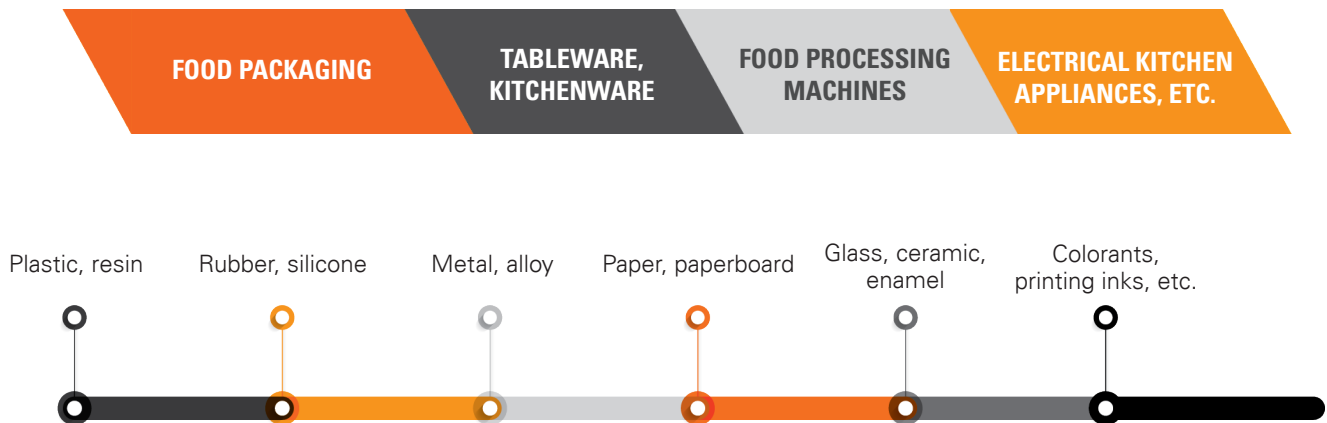 FOOD PACKAGING
TABLEWARE,
KITCHENWARE
FOOD PROCESSING
MACHINES
ELECTRICAL KITCHEN
APPLIANCES, ETC.
Plastic, resin
Rubber, silicone
Metal, alloy
Paper, paperboard
Glass, ceramic,
enamel
Colorants,
printing inks, etc.